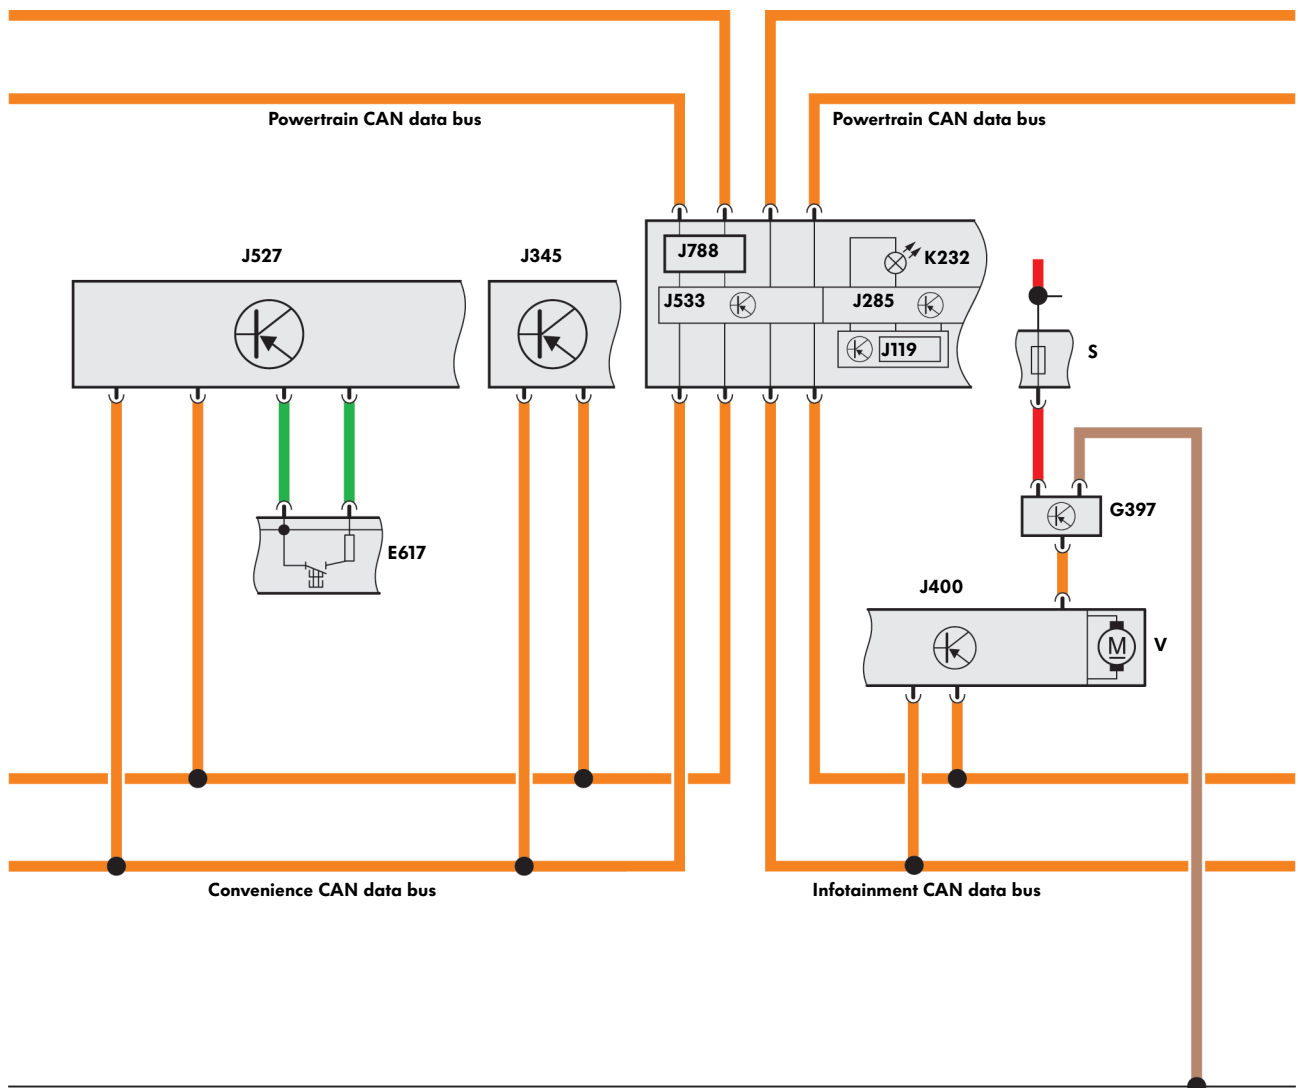 Powertrain CAN data bus
Powertrain CAN data bus
J527
J345
J788
K232
J533
J285
J119
S
G397
E617
J400
M
V
Convenience CAN data bus
Infotainment CAN data bus